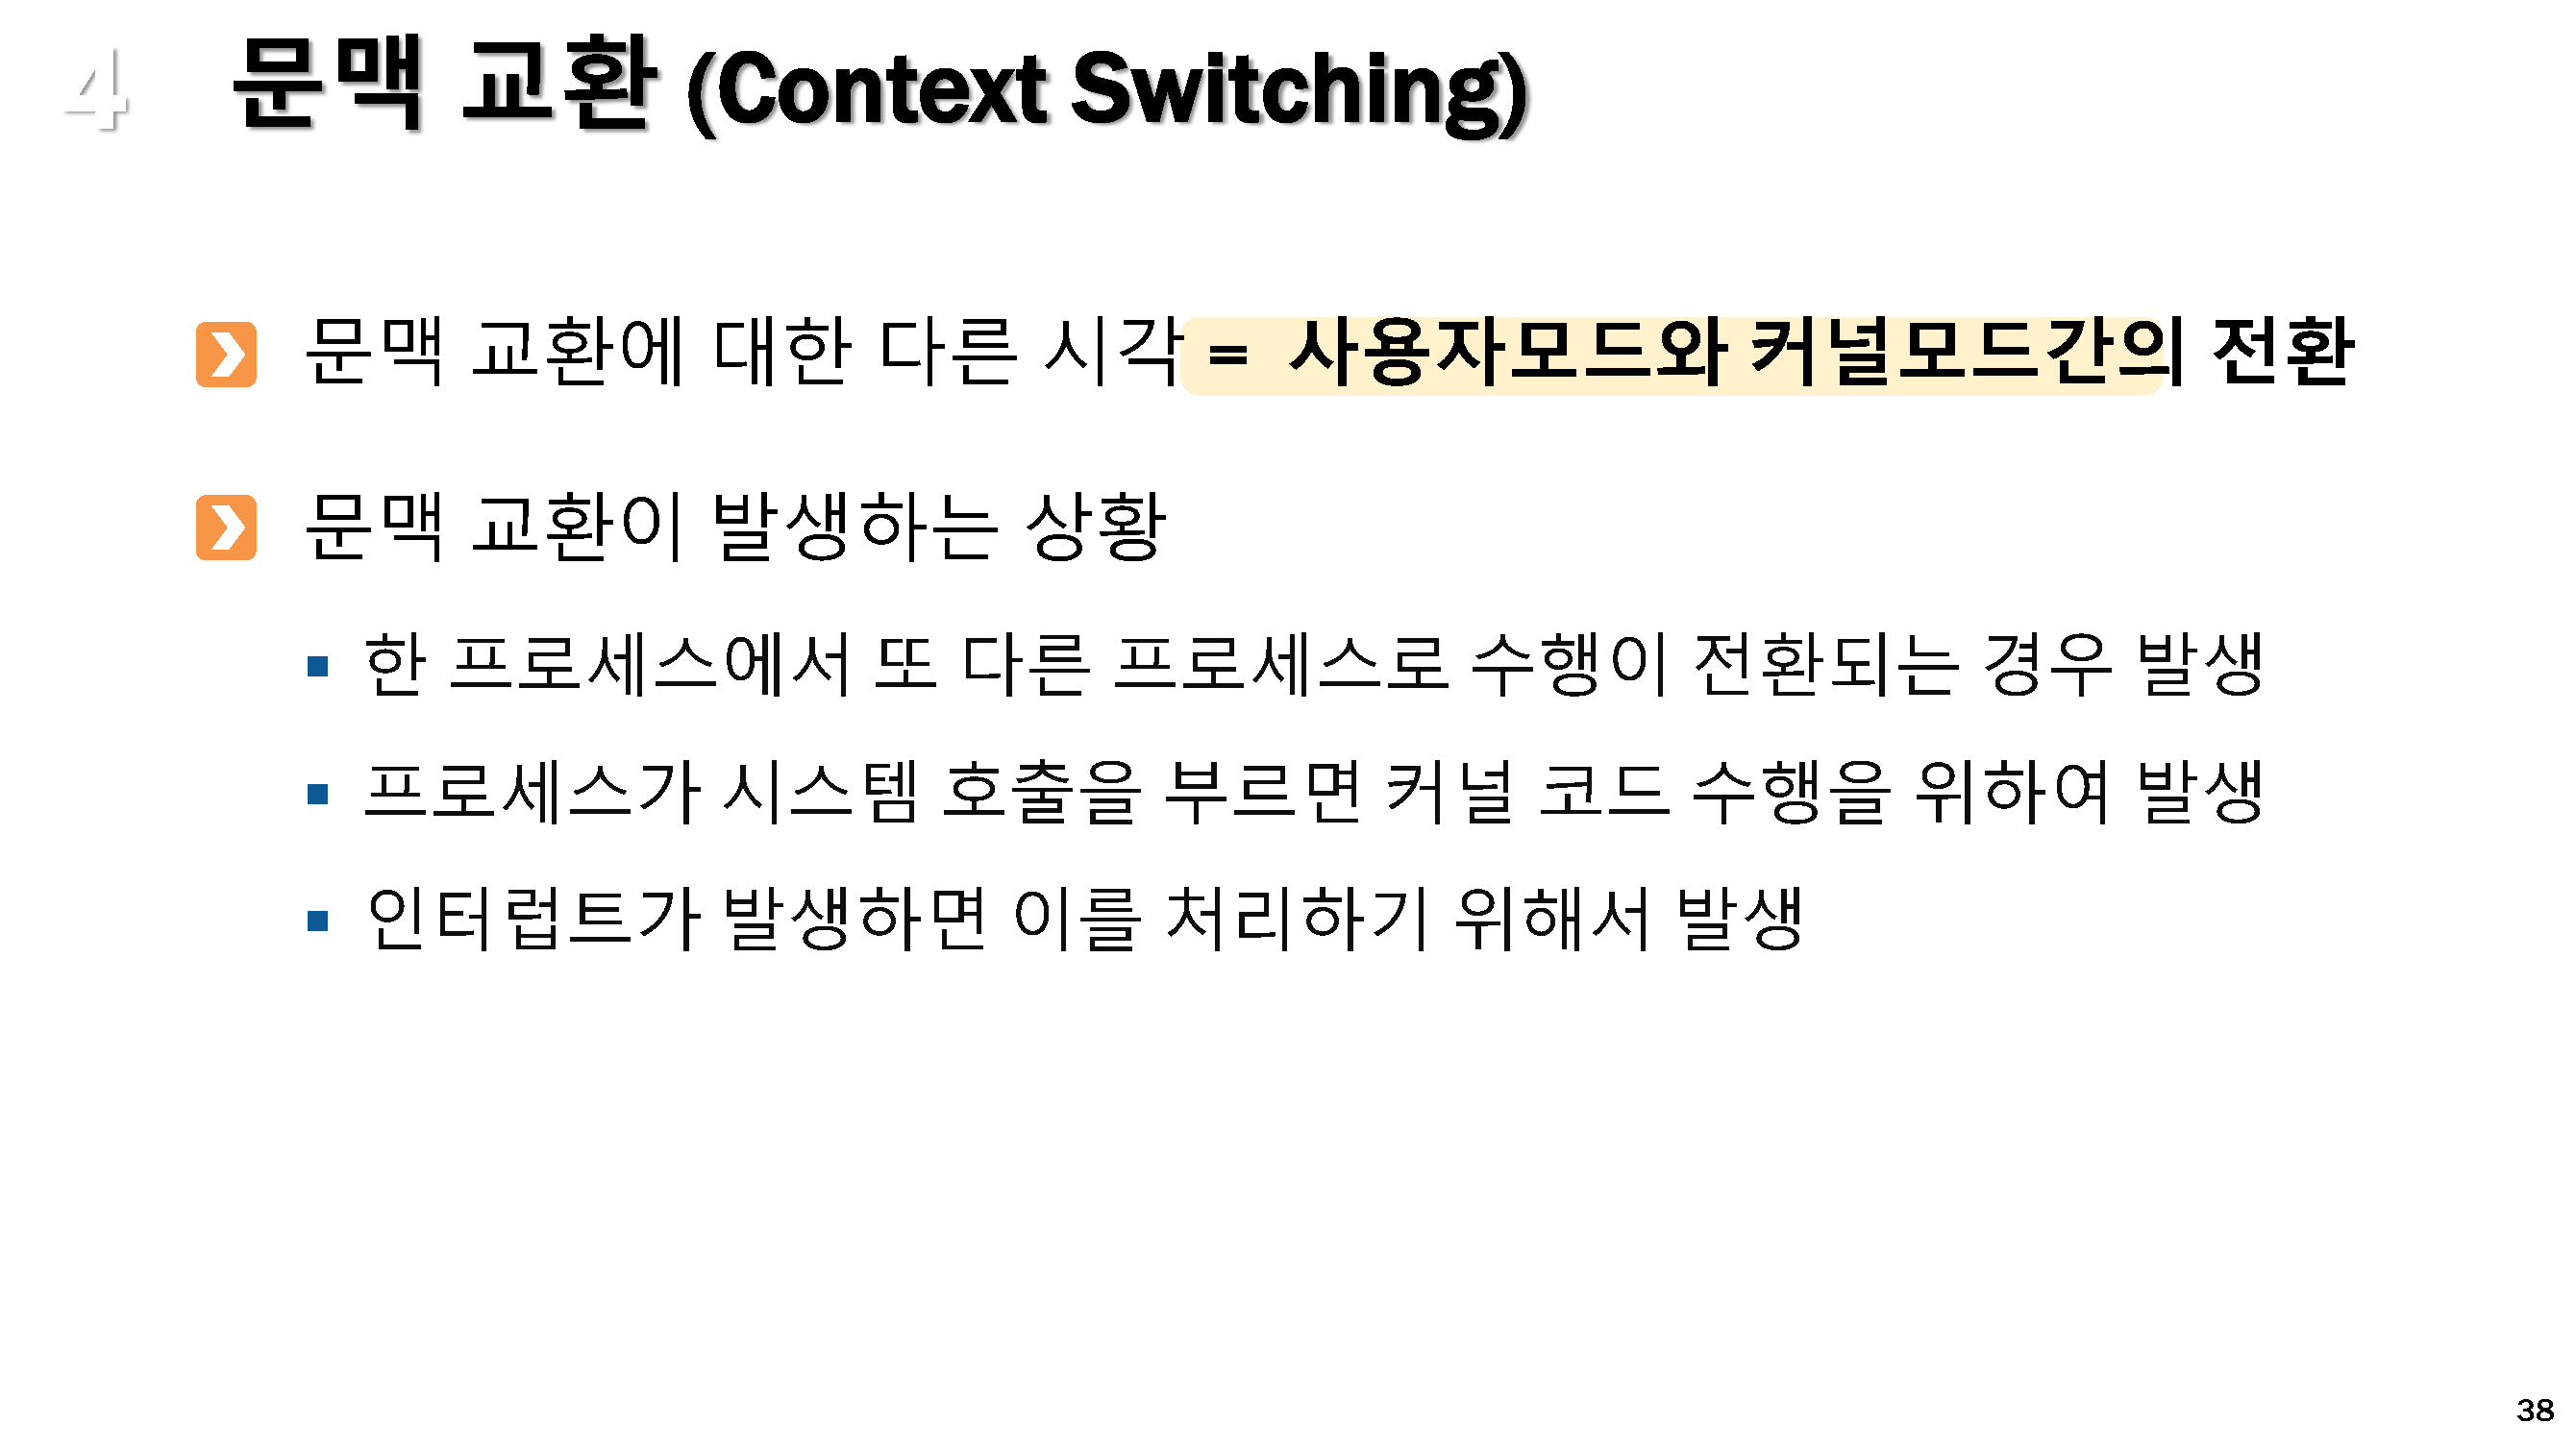 4 문맥 교환 (Context Switching)
문맥 교환에 대한 다른 시각 = 사용자모드와 커널모드간의 전환
문맥 교환이 발생하는 상황
한 프로세스에서 또 다른 프로세스로 수행이 전환되는 경우 발생
프로세스가 시스템 호출을 부르면 커널 코드 수행을 위하여 발생
인터럽트가 발생하면 이를 처리하기 위해서 발생
38